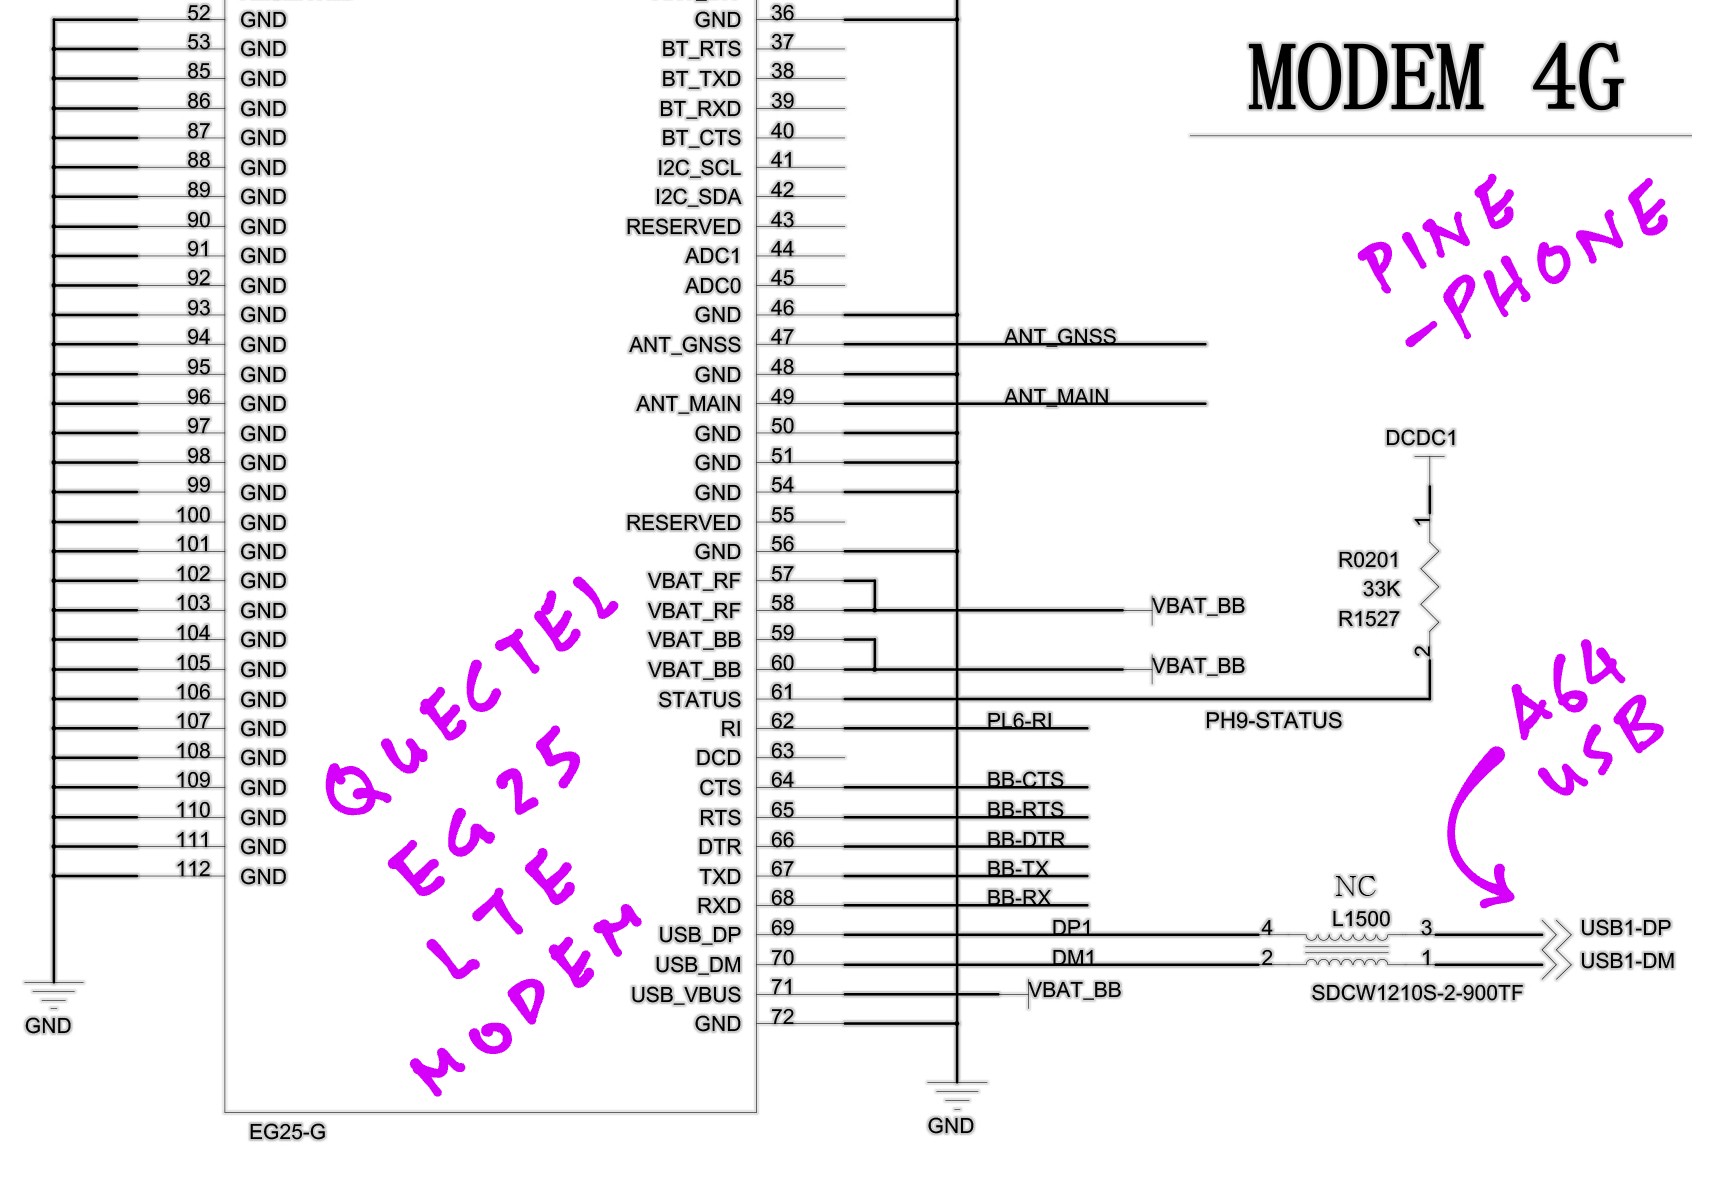 52 GND
53 GND
85 GND
86 GND
87 GND
88 GND
89 GND
90 GND
91 GND
92 GND
93 GND
94 GND
95 GND
96 GND
97 GND
98 GND
99 GND
100 GND
101 GND
102 GND
103 GND
104 GND
105 GND
106 GND
107 GND
108 GND
109 GND
110 GND
111 GND
112 GND
GND
GND 36
BT_RTS 37
BT_TXD 38
BT_RXD 39
BT_CTS 40
I2C_SCL 41
I2C_SDA 42
RESERVED 43
ADC1 44
ADC0 45
GND 46
ANT_GNSS 47 ANT_GNSS
GND 48
ANT_MAIN 49 ANT_MAIN
GND 50
GND 51
GND 54
RESERVED 55
GND 56
VBAT_RF 57
VBAT_RF 58 VBAT_BB
VBAT_BB 59
VBAT_BB 60 VBAT_BB
STATUS 61 PH9-STATUS
RI 62 PL6-RI
DCD 63
CTS 64 BB-CTS
RTS 65 BB-RTS
DTR 66 BB-DTR
TXD 67 BB-TX
RXD 68 BB-RX
USB_DP 69 DP1 4 3 USB1-DP
USB_DM 70 DM1 2 1 USB1-DM
USB_VBUS 71 VBAT_BB
GND 72
GND
EG25-G
QUECTEL
EG25
LTE
MODEM
MODEM 4G
PINE
-PHONE
DCDC1
1
R0201
33K
R1527
2
A64
USB
NC
L1500
SDCW1210S-2-900TF